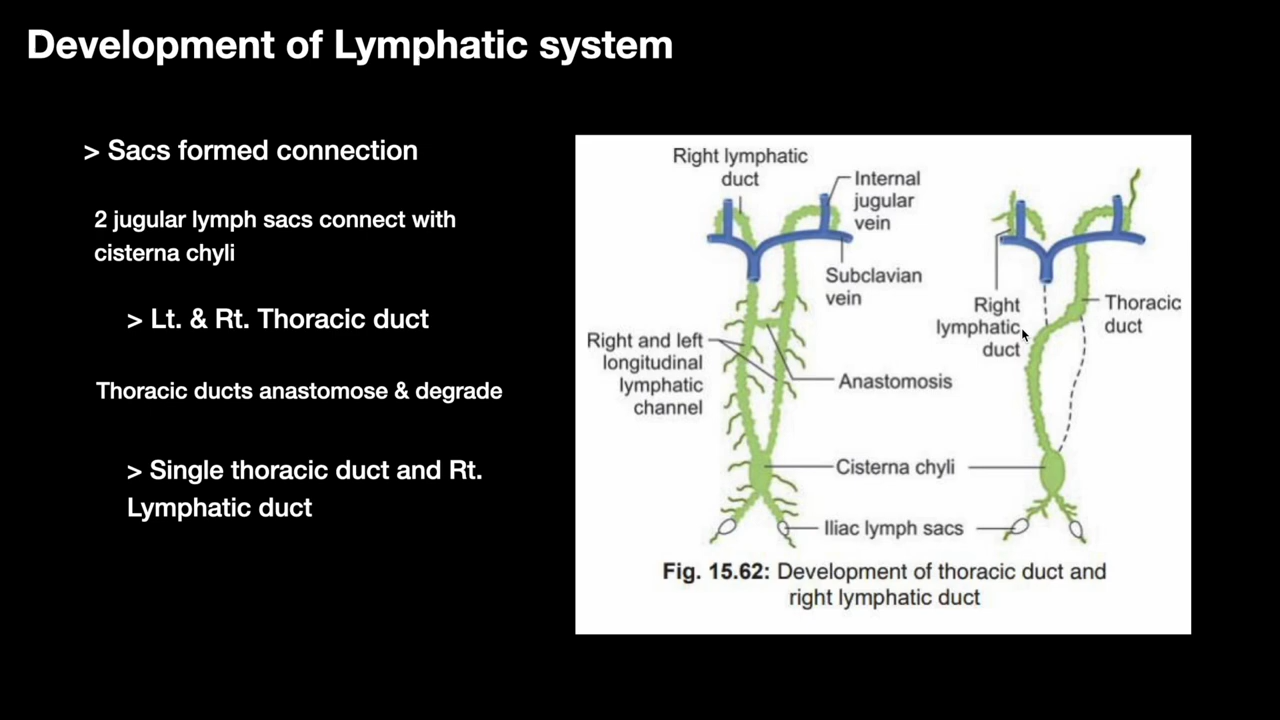 Development of Lymphatic system
> Sacs formed connection
2 jugular lymph sacs connect with
cisterna chyli
> Lt. & Rt. Thoracic duct
Thoracic ducts anastomose & degrade
> Single thoracic duct and Rt.
Lymphatic duct
Right lymphatic
duct
Internal
jugular
vein
Subclavian
vein
Right and left
longitudinal
lymphatic
channel
Anastomosis
Right
lymphatic
duct
Thoracic
duct
Cisterna chyli
Iliac lymph sacs
Fig. 15.62: Development of thoracic duct and
right lymphatic duct